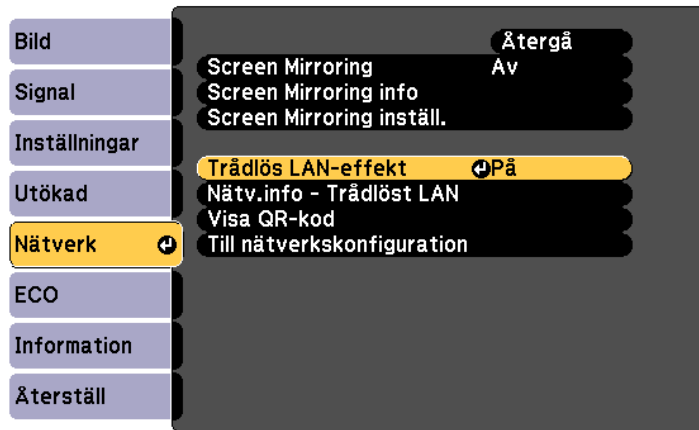 Bild
Signal
Inställningar
Utökad
Nätverk
ECO
Information
Återställ
Återgå
Screen Mirroring Av
Screen Mirroring info
Screen Mirroring inställ.
Trådlös LAN-effekt På
Nätv.info - Trådlöst LAN
Visa QR-kod
Till nätverkskonfiguration